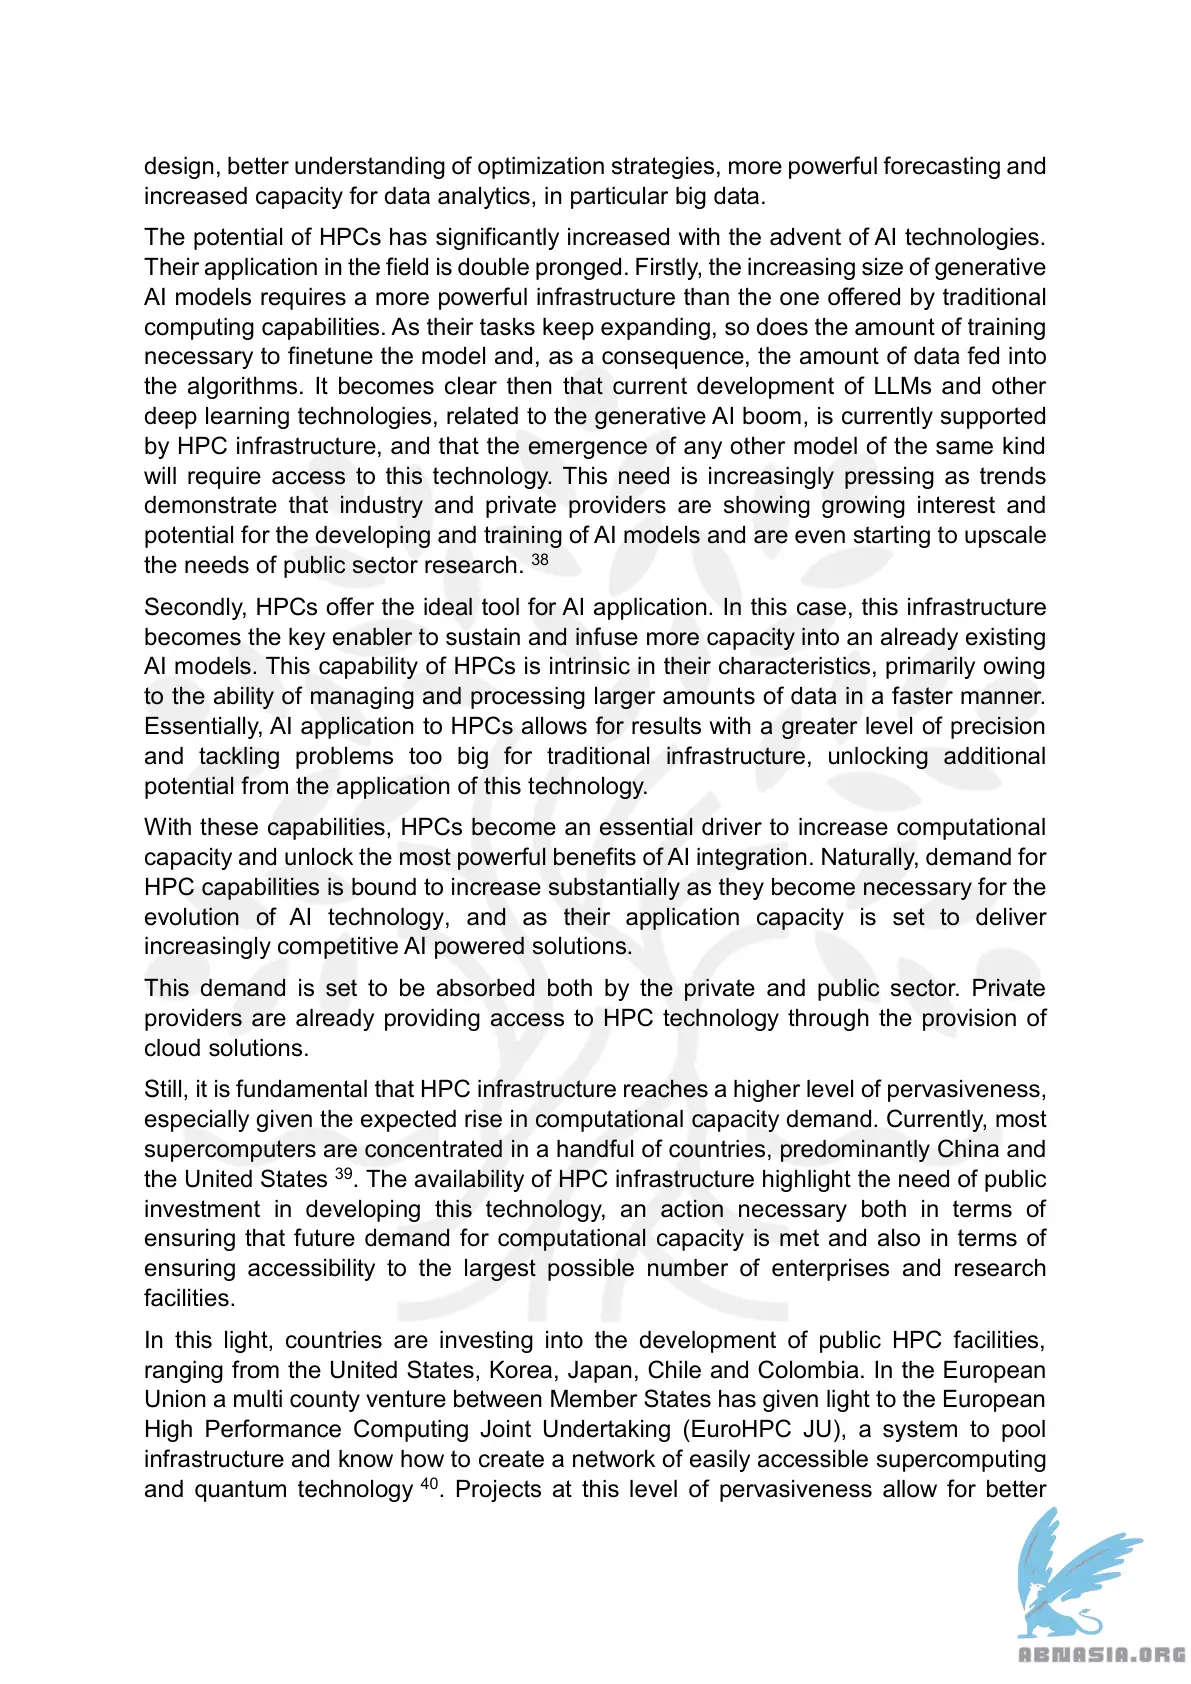 design, better understanding of optimization strategies, more powerful forecasting and
increased capacity for data analytics, in particular big data.
The potential of HPCs has significantly increased with the advent of AI technologies.
Their application in the field is double pronged. Firstly, the increasing size of generative
AI models requires a more powerful infrastructure than the one offered by traditional
computing capabilities. As their tasks keep expanding, so does the amount of training
necessary to finetune the model and, as a consequence, the amount of data fed into
the algorithms. It becomes clear then that current development of LLMs and other
deep learning technologies, related to the generative AI boom, is currently supported
by HPC infrastructure, and that the emergence of any other model of the same kind
will require access to this technology. This need is increasingly pressing as trends
demonstrate that industry and private providers are showing growing interest and
potential for the developing and training of AI models and are even starting to upscale
the needs of public sector research. 38
Secondly, HPCs offer the ideal tool for AI application. In this case, this infrastructure
becomes the key enabler to sustain and infuse more capacity into an already existing
AI models. This capability of HPCs is intrinsic in their characteristics, primarily owing
to the ability of managing and processing larger amounts of data in a faster manner.
Essentially, AI application to HPCs allows for results with a greater level of precision
and tackling problems too big for traditional infrastructure, unlocking additional
potential from the application of this technology.
With these capabilities, HPCs become an essential driver to increase computational
capacity and unlock the most powerful benefits of AI integration. Naturally, demand for
HPC capabilities is bound to increase substantially as they become necessary for the
evolution of AI technology, and as their application capacity is set to deliver
increasingly competitive AI powered solutions.
This demand is set to be absorbed both by the private and public sector. Private
providers are already providing access to HPC technology through the provision of
cloud solutions.
Still, it is fundamental that HPC infrastructure reaches a higher level of pervasiveness,
especially given the expected rise in computational capacity demand. Currently, most
supercomputers are concentrated in a handful of countries, predominantly China and
the United States 39. The availability of HPC infrastructure highlight the need of public
investment in developing this technology, an action necessary both in terms of
ensuring that future demand for computational capacity is met and also in terms of
ensuring accessibility to the largest possible number of enterprises and research
facilities.
In this light, countries are investing into the development of public HPC facilities,
ranging from the United States, Korea, Japan, Chile and Colombia. In the European
Union a multi county venture between Member States has given light to the European
High Performance Computing Joint Undertaking (EuroHPC JU), a system to pool
infrastructure and know how to create a network of easily accessible supercomputing
and quantum technology 40. Projects at this level of pervasiveness allow for better
ABNASIA.ORG